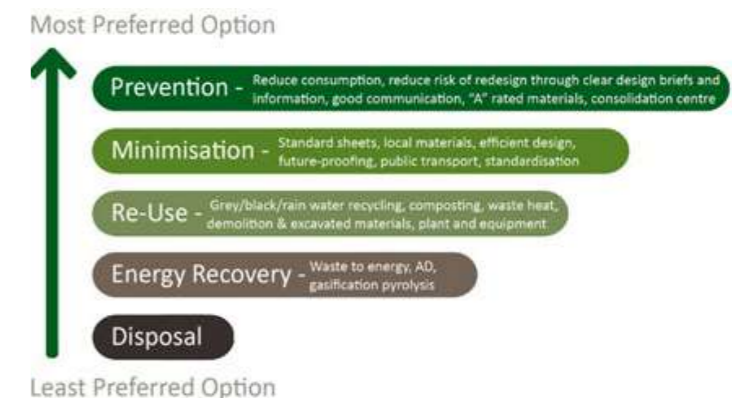 Most Preferred Option
Prevention - Reduce consumption, reduce risk of redesign through clear design briefs and
information, good communication, “A” rated materials, consolidation centre
Minimisation - Standard sheets, local materials, efficient design,
future-proofing, public transport, standardisation
Re-Use - Grey/black/rain water recycling, composting, waste heat,
demolition & excavated materials, plant and equipment
Energy Recovery - Waste to energy, AD,
gasification pyrolysis
Disposal
Least Preferred Option